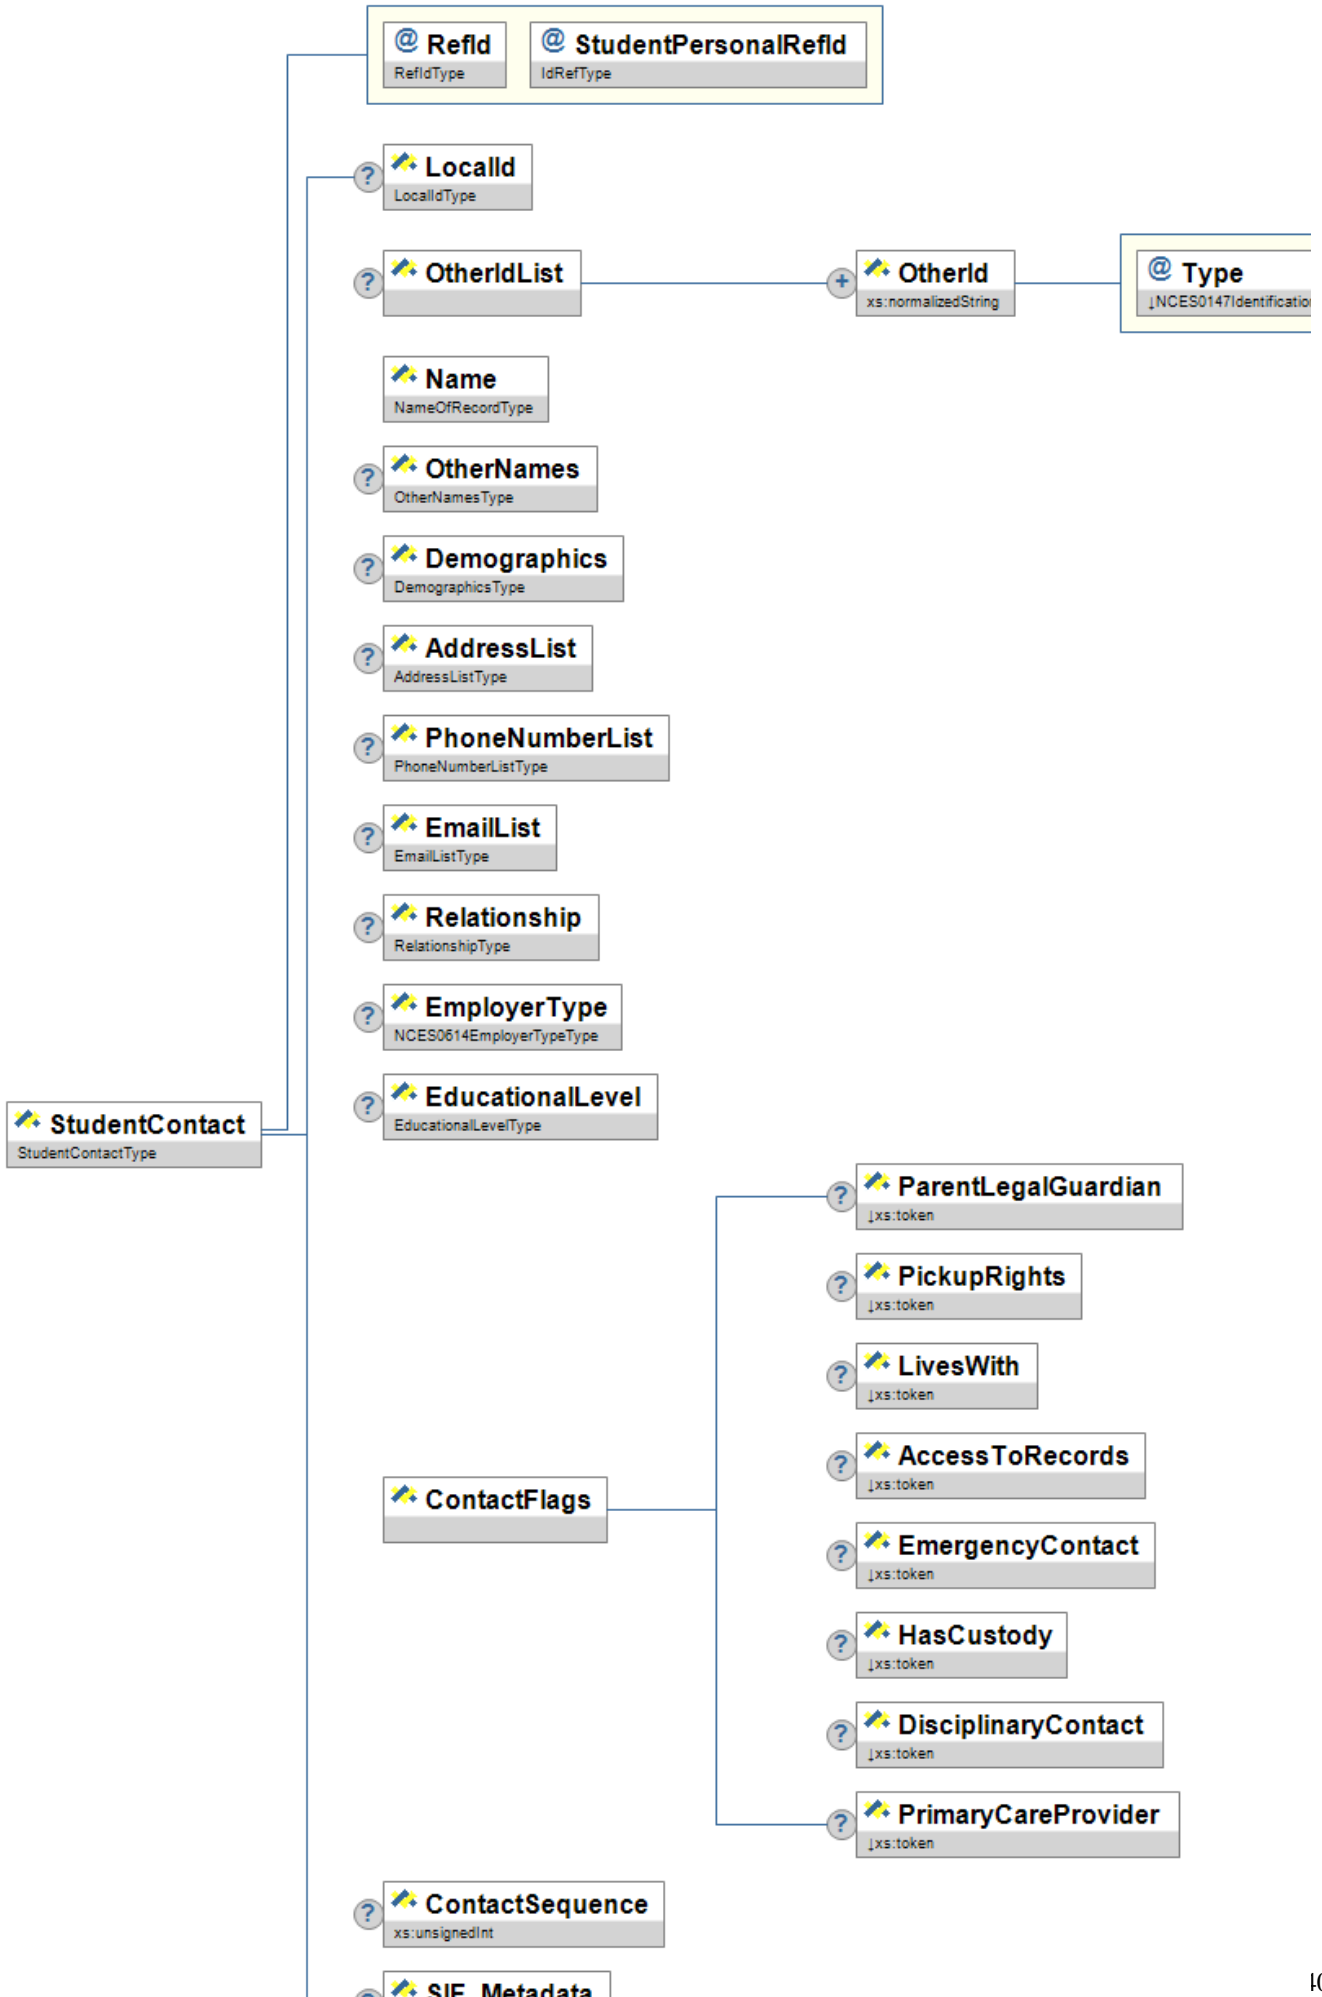 @ RefId
RefIdType
@ StudentPersonalRefId
IdRefType
? LocalId
LocalIdType
? OtherIdList
+ OtherId
xs:normalizedString
@ Type
↓NCES0147Identification
Name
NameOfRecordType
? OtherNames
OtherNamesType
? Demographics
DemographicsType
? AddressList
AddressListType
? PhoneNumberList
PhoneNumberListType
? EmailList
EmailListType
? Relationship
RelationshipType
? EmployerType
NCES0614EmployerTypeType
? EducationalLevel
EducationalLevelType
StudentContact
StudentContactType
? ParentLegalGuardian
↓xs:token
? PickupRights
↓xs:token
? LivesWith
↓xs:token
? AccessToRecords
↓xs:token
ContactFlags
? EmergencyContact
↓xs:token
? HasCustody
↓xs:token
? DisciplinaryContact
↓xs:token
? PrimaryCareProvider
↓xs:token
? ContactSequence
xs:unsignedInt
? SIF_Metadata